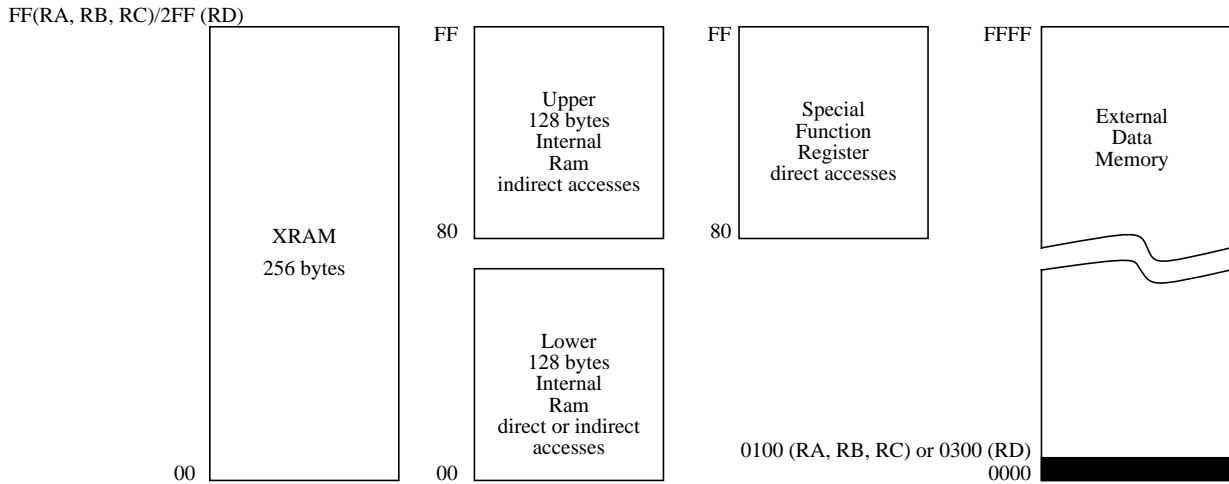 FF(RA, RB, RC)/2FF (RD)
XRAM
256 bytes
00
FF
Upper
128 bytes
Internal
Ram
indirect accesses
80
Lower
128 bytes
Internal
Ram
direct or indirect
accesses
00
FF
Special
Function
Register
direct accesses
80
FFFF
External
Data
Memory
0100 (RA, RB, RC) or 0300 (RD)
0000